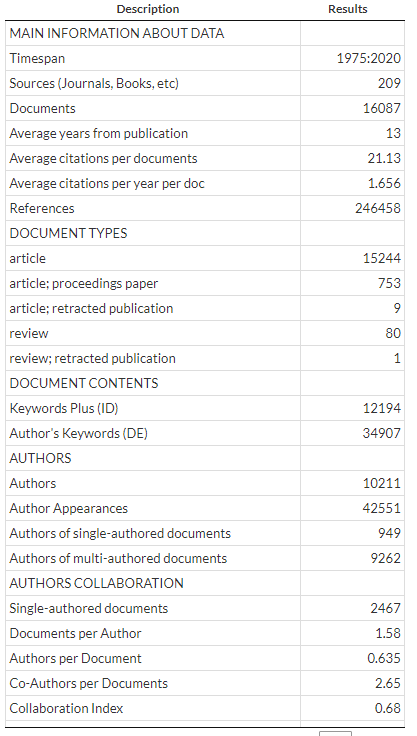 Description Results
MAIN INFORMATION ABOUT DATA
Timespan 1975:2020
Sources (Journals, Books, etc) 209
Documents 16087
Average years from publication 13
Average citations per documents 21.13
Average citations per year per doc 1.656
References 246458
DOCUMENT TYPES
article 15244
article; proceedings paper 753
article; retracted publication 9
review 80
review; retracted publication 1
DOCUMENT CONTENTS
Keywords Plus (ID) 12194
Author's Keywords (DE) 34907
AUTHORS
Authors 10211
Author Appearances 42551
Authors of single-authored documents 949
Authors of multi-authored documents 9262
AUTHORS COLLABORATION
Single-authored documents 2467
Documents per Author 1.58
Authors per Document 0.635
Co-Authors per Documents 2.65
Collaboration Index 0.68